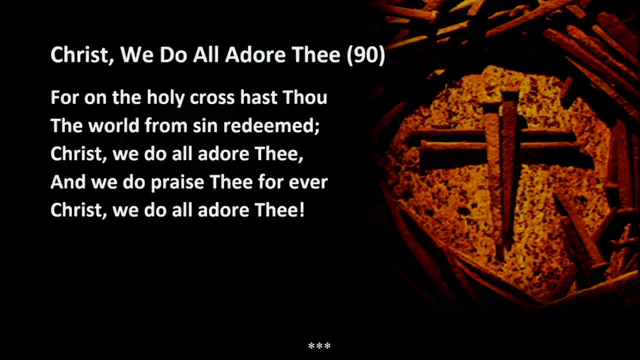 Christ, We Do All Adore Thee (90)
For on the holy cross hast Thou
The world from sin redeemed;
Christ, we do all adore Thee,
And we do praise Thee for ever
Christ, we do all adore Thee!
***